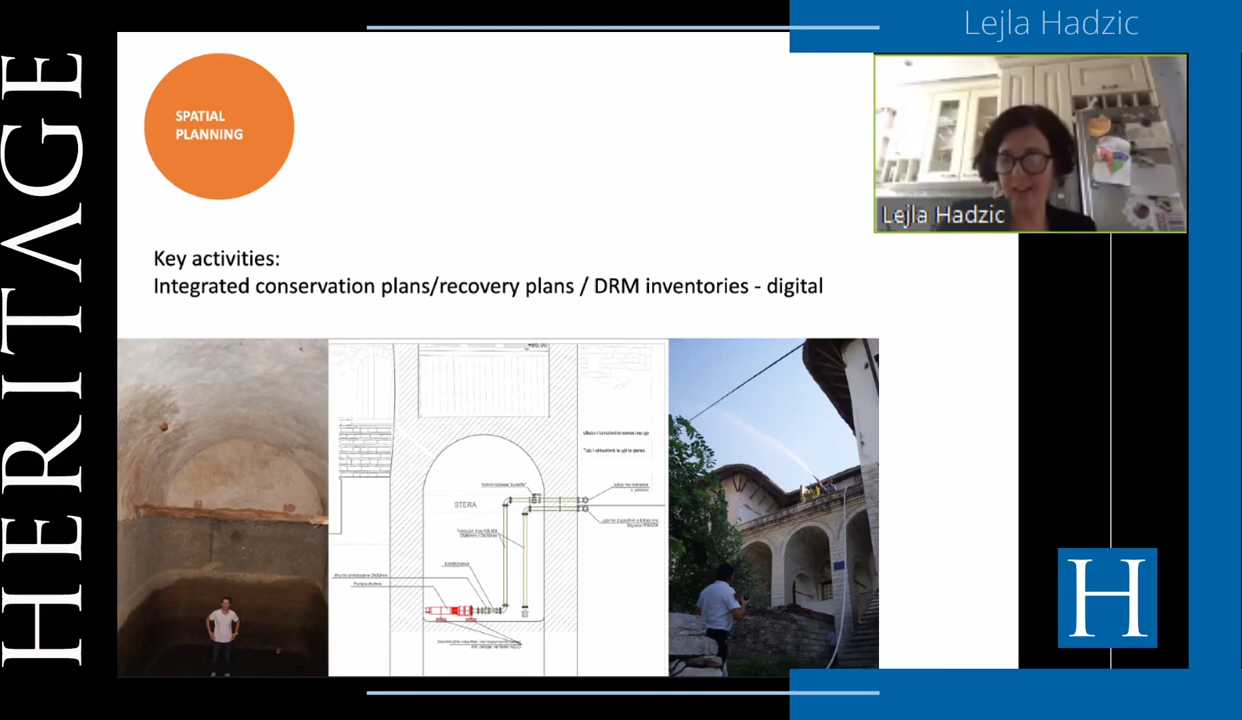 HERITAGE
Lejla Hadzic
SPATIAL
PLANNING
Lejla Hadzic
Key activities:
Integrated conservation plans/recovery plans / DRM inventories - digital
STERA
H